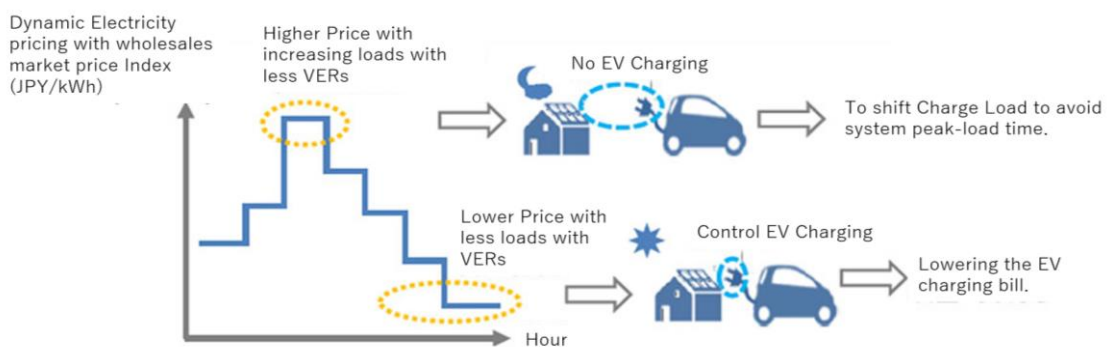 Dynamic Electricity
pricing with wholesales
market price Index
(JPY/kWh)
Higher Price with
increasing loads with
less VERs
No EV Charging
To shift Charge Load to avoid
system peak-load time.
Lower Price with
less loads with
VERs
Control EV Charging
Lowering the EV
charging bill.
Hour